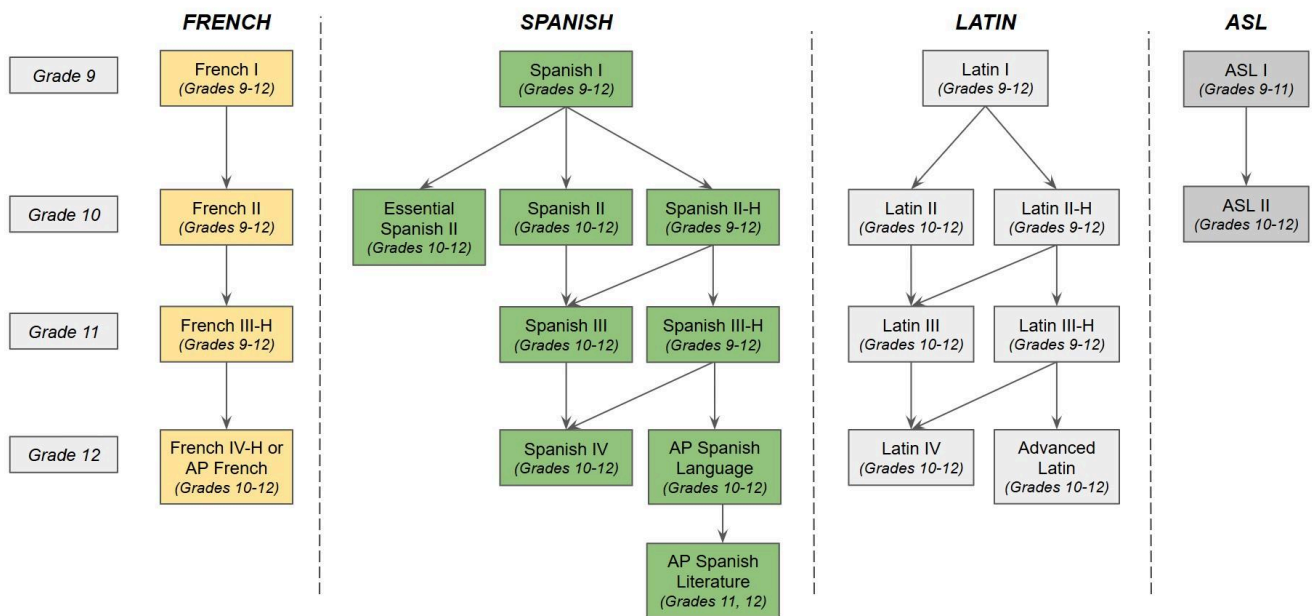 FRENCH
SPANISH
LATIN
ASL
Grade 9
French I
(Grades 9-12)
Spanish I
(Grades 9-12)
Latin I
(Grades 9-12)
ASL I
(Grades 9-11)
Grade 10
French II
(Grades 9-12)
Essential
Spanish II
(Grades 10-12)
Spanish II
(Grades 10-12)
Spanish II-H
(Grades 9-12)
Latin II
(Grades 10-12)
Latin II-H
(Grades 9-12)
ASL II
(Grades 10-12)
Grade 11
French III-H
(Grades 9-12)
Spanish III
(Grades 10-12)
Spanish III-H
(Grades 9-12)
Latin III
(Grades 10-12)
Latin III-H
(Grades 9-12)
Grade 12
French IV-H or
AP French
(Grades 10-12)
Spanish IV
(Grades 10-12)
AP Spanish
Language
(Grades 10-12)
Latin IV
(Grades 10-12)
Advanced
Latin
(Grades 10-12)
AP Spanish
Literature
(Grades 11, 12)